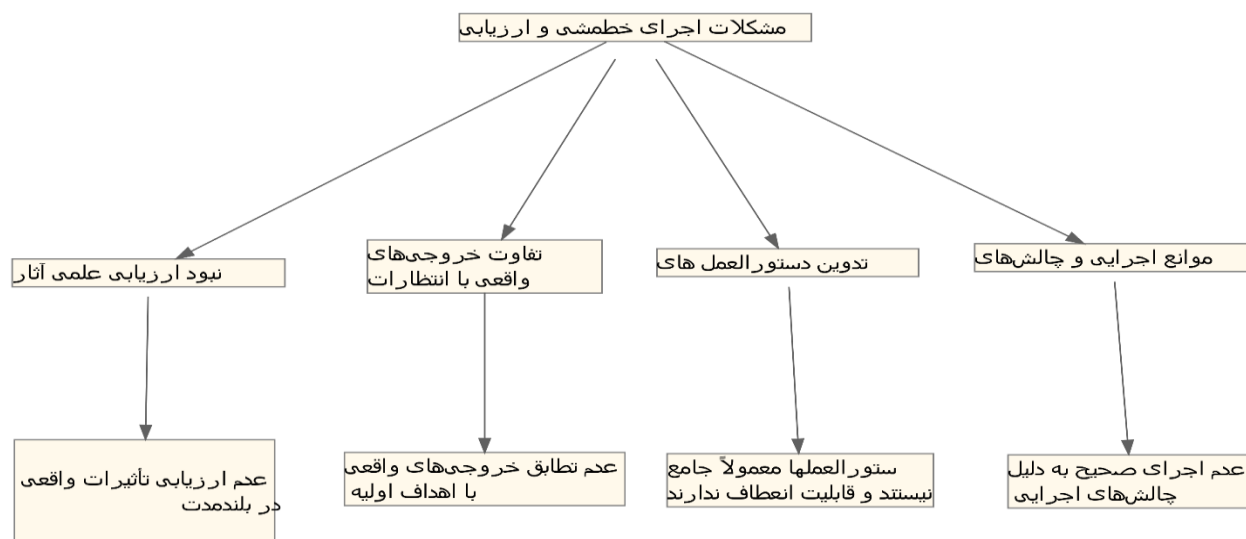 مشکلات اجرای خطمشی و ارزیابی
موانع اجرایی و چالش‌های
تدوین دستورالعمل های
تفاوت خروجی‌های
واقعی با انتظارات
نبود ارزیابی علمی آثار
عدم اجرای صحیح به دلیل
چالش‌های اجرایی
ستورالعملها معمولاً جامع
نیستند و قابلیت انعطاف ندارند
عدم تطابق خروجی‌های واقعی
با اهداف اولیه
عدم ارزیابی تأثیرات واقعی
در بلندمدت